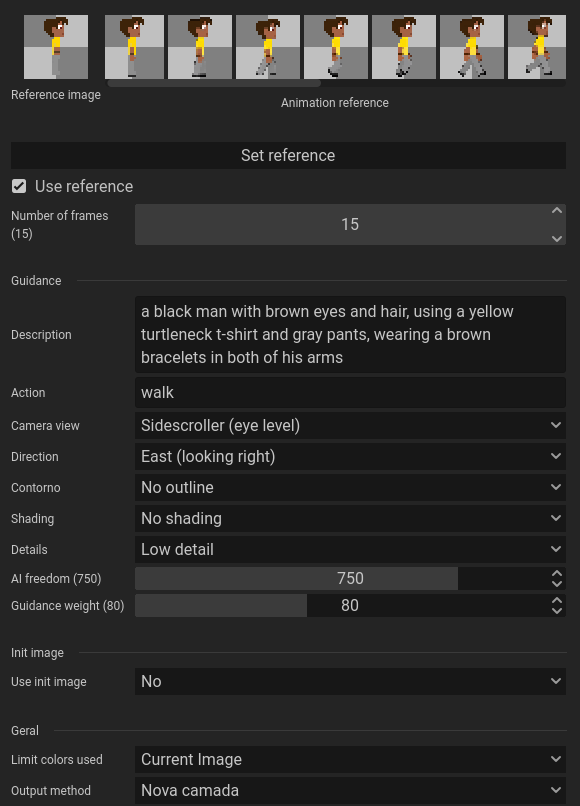 Reference image
Animation reference
Set reference
Use reference
Number of frames
(15)
15
Guidance
Description
a black man with brown eyes and hair, using a yellow
turtleneck t-shirt and gray pants, wearing a brown
bracelets in both of his arms
Action
walk
Camera view
Sidescroller (eye level)
Direction
East (looking right)
Contorno
No outline
Shading
No shading
Details
Low detail
AI freedom (750)
750
Guidance weight (80)
80
Init image
Use init image
No
Geral
Limit colors used
Current Image
Output method
Nova camada